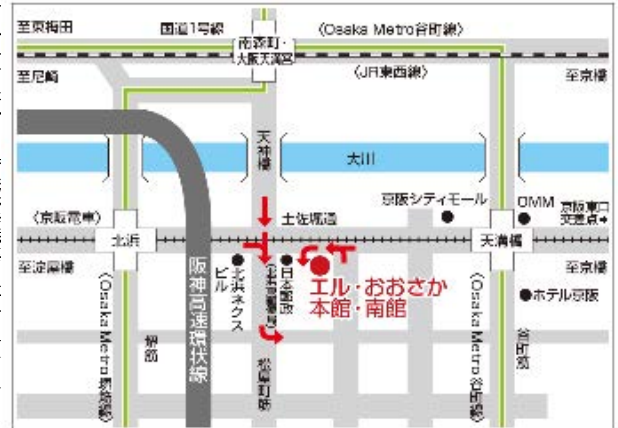 至東梅田
国道1号線
〈Osaka Metro谷町線〉
南森町・
大阪天満宮
至尼崎
〈JR東西線〉
至京橋
天神橋
大川
京阪シティモール
OMM
京阪東口
交差点➡
〈京阪電車〉
土佐堀通
北浜
天満橋
至淀屋橋
至京橋
阪神高速環状線
北浜ネクス
ビル
日本郵政
エル・おおさか
本館・南館
ホテル京阪
〈Osaka Metro堺筋線〉
堺筋
松屋町筋
〈Osaka Metro谷町線〉
谷町筋